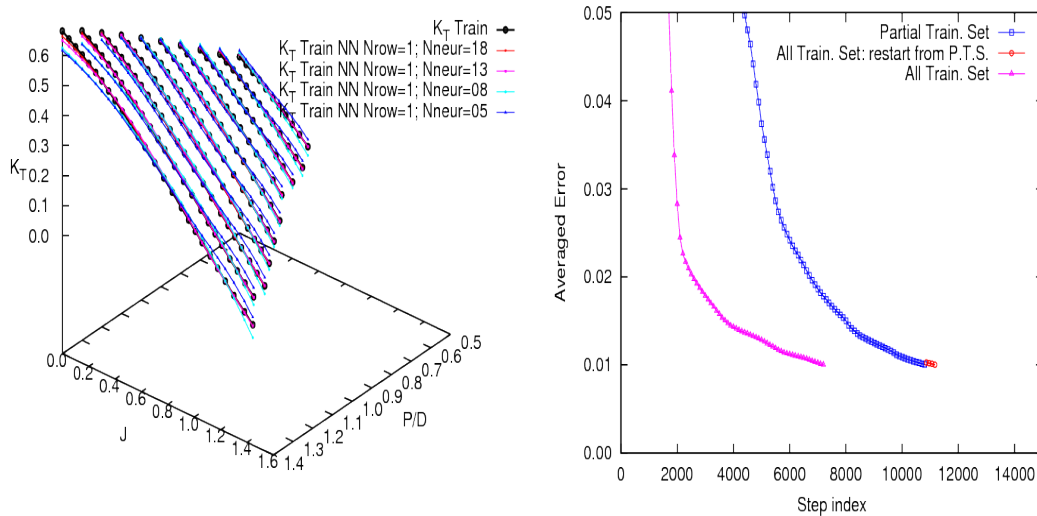 K_T Train
K_T Train NN Nrow=1; Nneur=18
K_T Train NN Nrow=1; Nneur=13
K_T Train NN Nrow=1; Nneur=08
K_T Train NN Nrow=1; Nneur=05
K_T
0.6
0.5
0.4
0.3
0.2
0.1
0.0
0.0
0.2
0.4
0.6
0.8
1.0
1.2
1.4
1.6
J
0.5
0.6
0.7
0.8
0.9
1.0
1.1
1.2
1.3
1.4
P/D
Partial Train. Set
All Train. Set: restart from P.T.S.
All Train. Set
Averaged Error
0.05
0.04
0.03
0.02
0.01
0.00
0 2000 4000 6000 8000 10000 12000 14000
Step index